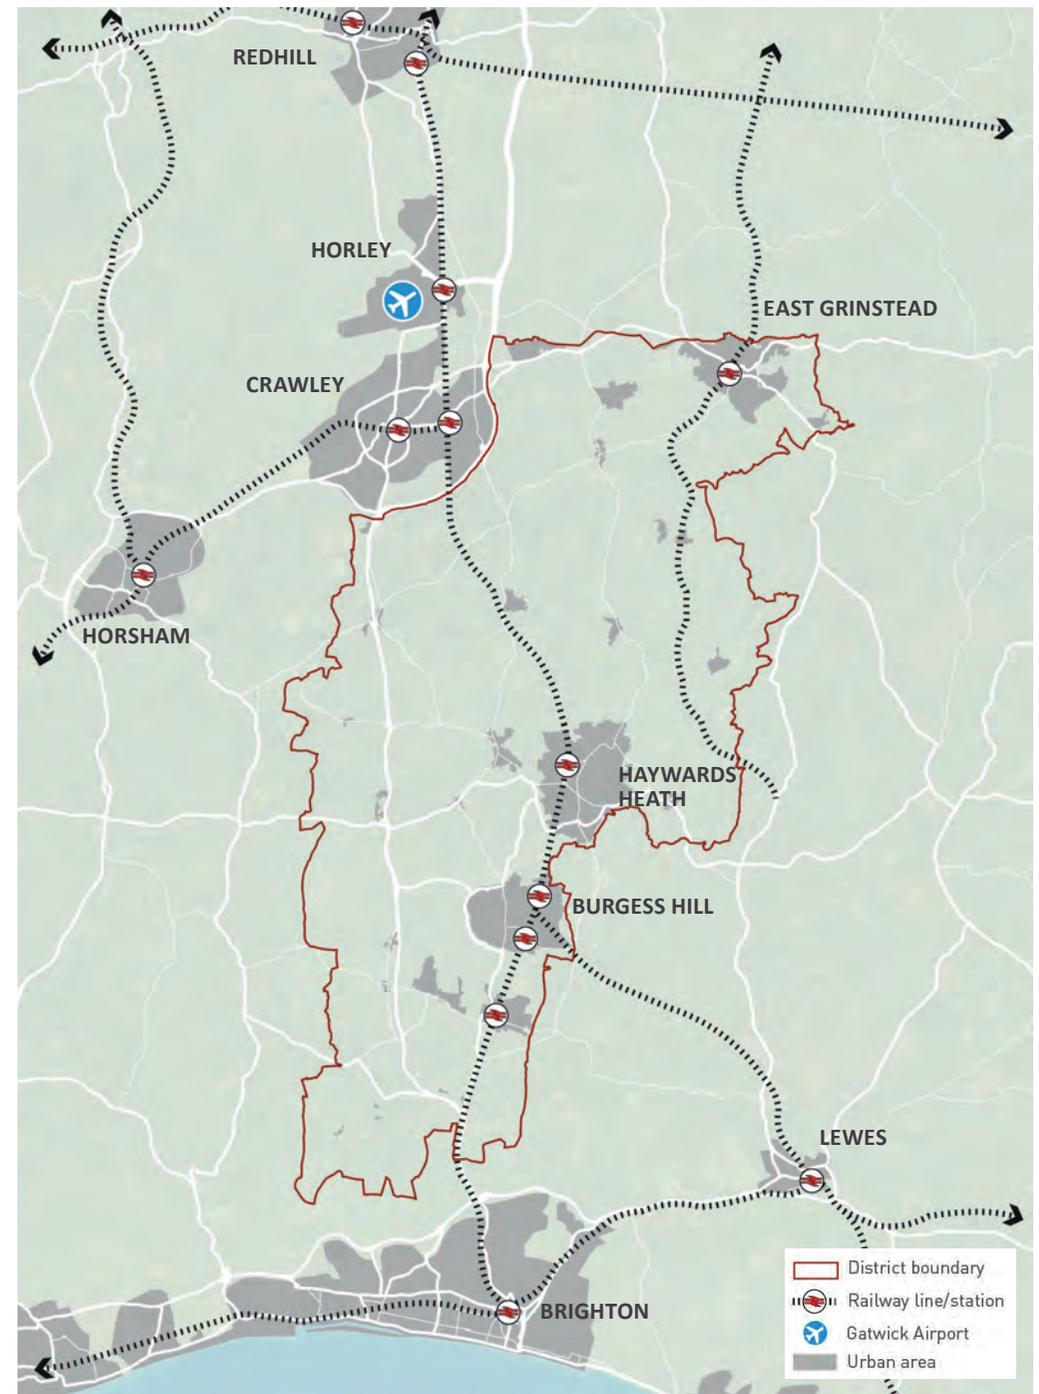 REDHILL
HORLEY
EAST GRINSTEAD
CRAWLEY
HORSHAM
HAYWARDS
HEATH
BURGESS HILL
LEWES
BRIGHTON
District boundary
Railway line/station
Gatwick Airport
Urban area